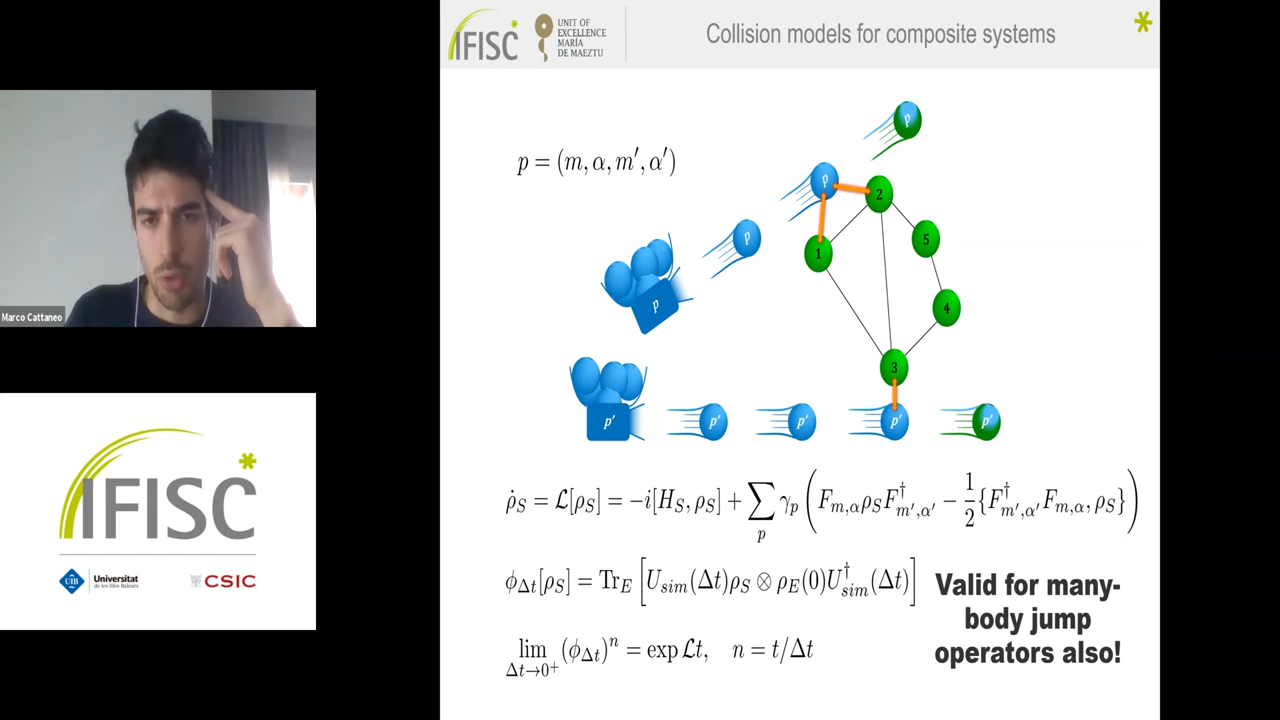 IFISC
UNIT OF
EXCELLENCE
MARÍA
DE MAEZTU
Collision models for composite systems
p = (m, α, m′, α′)
p
p
2
p
5
1
p
4
3
p′
p′
p′
p′
p′
ρ̇_S = ℒ[ρ_S] = −i[H_S, ρ_S] + ∑_p γ_p (F_{m,α} ρ_S F†_{m′,α′} − 1/2 {F†_{m′,α′} F_{m,α}, ρ_S})
ϕ_{Δt}[ρ_S] = Tr_E [U_{sim}(Δt) ρ_S ⊗ ρ_E(0) U†_{sim}(Δt)]
lim_{Δt→0⁺} (ϕ_{Δt})ⁿ = exp ℒt, n = t/Δt
Valid for many-
body jump
operators also!
Marco Cattaneo
IFISC
UIB
Universitat
de les Illes Balears
CSIC